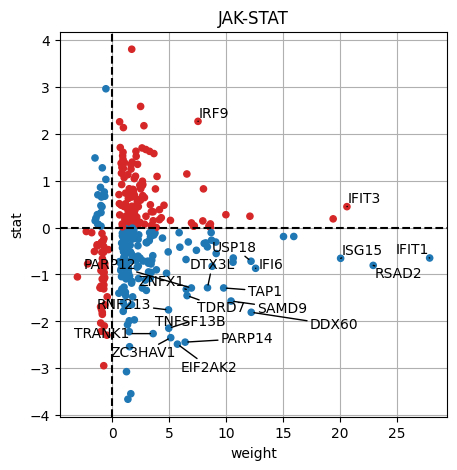 JAK-STAT
4
3
2
1
0
−1
−2
−3
−4
stat
IRF9
IFIT3
USP18
ISG15
IFIT1
PARP12
DTX3L
IFI6
RSAD2
ZNFX1
TAP1
RNF213
TDRD7
SAMD9
TNFSF13B
DDX60
TRANK1
PARP14
ZC3HAV1
EIF2AK2
0
5
10
15
20
25
weight